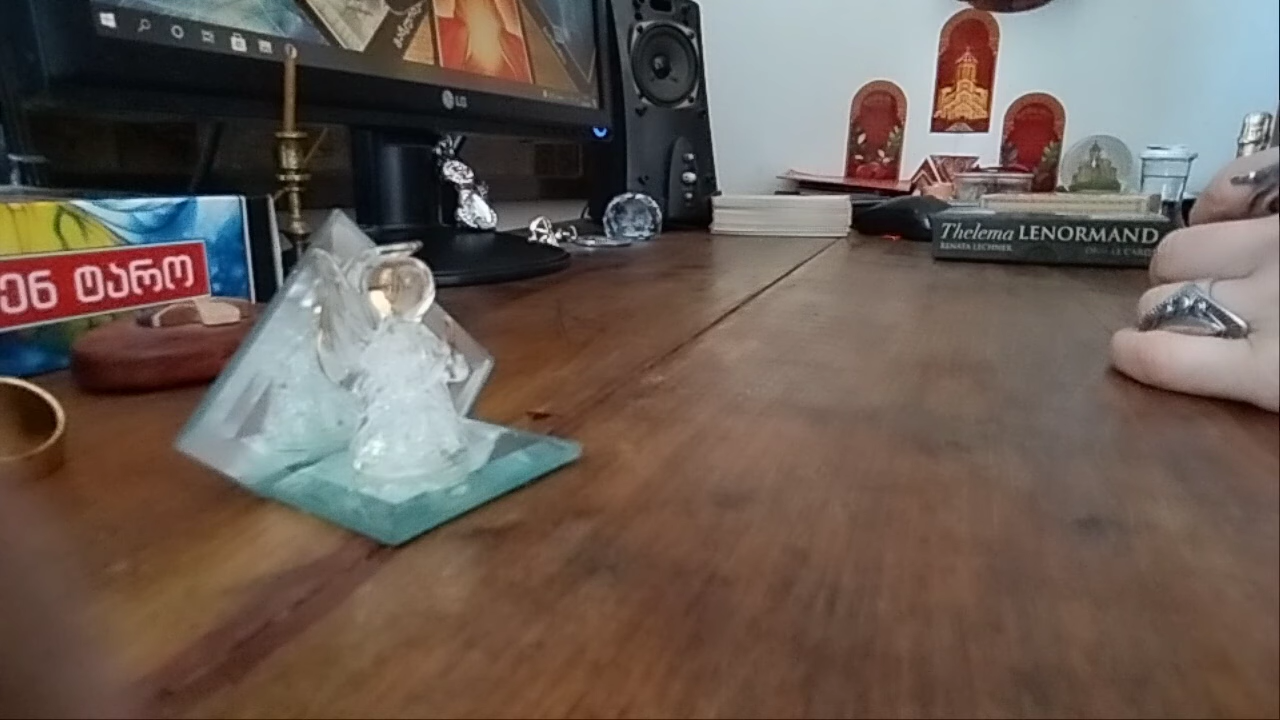 LG
ენ ტარო
Thelema LENORMAND
RENATA LECHNER